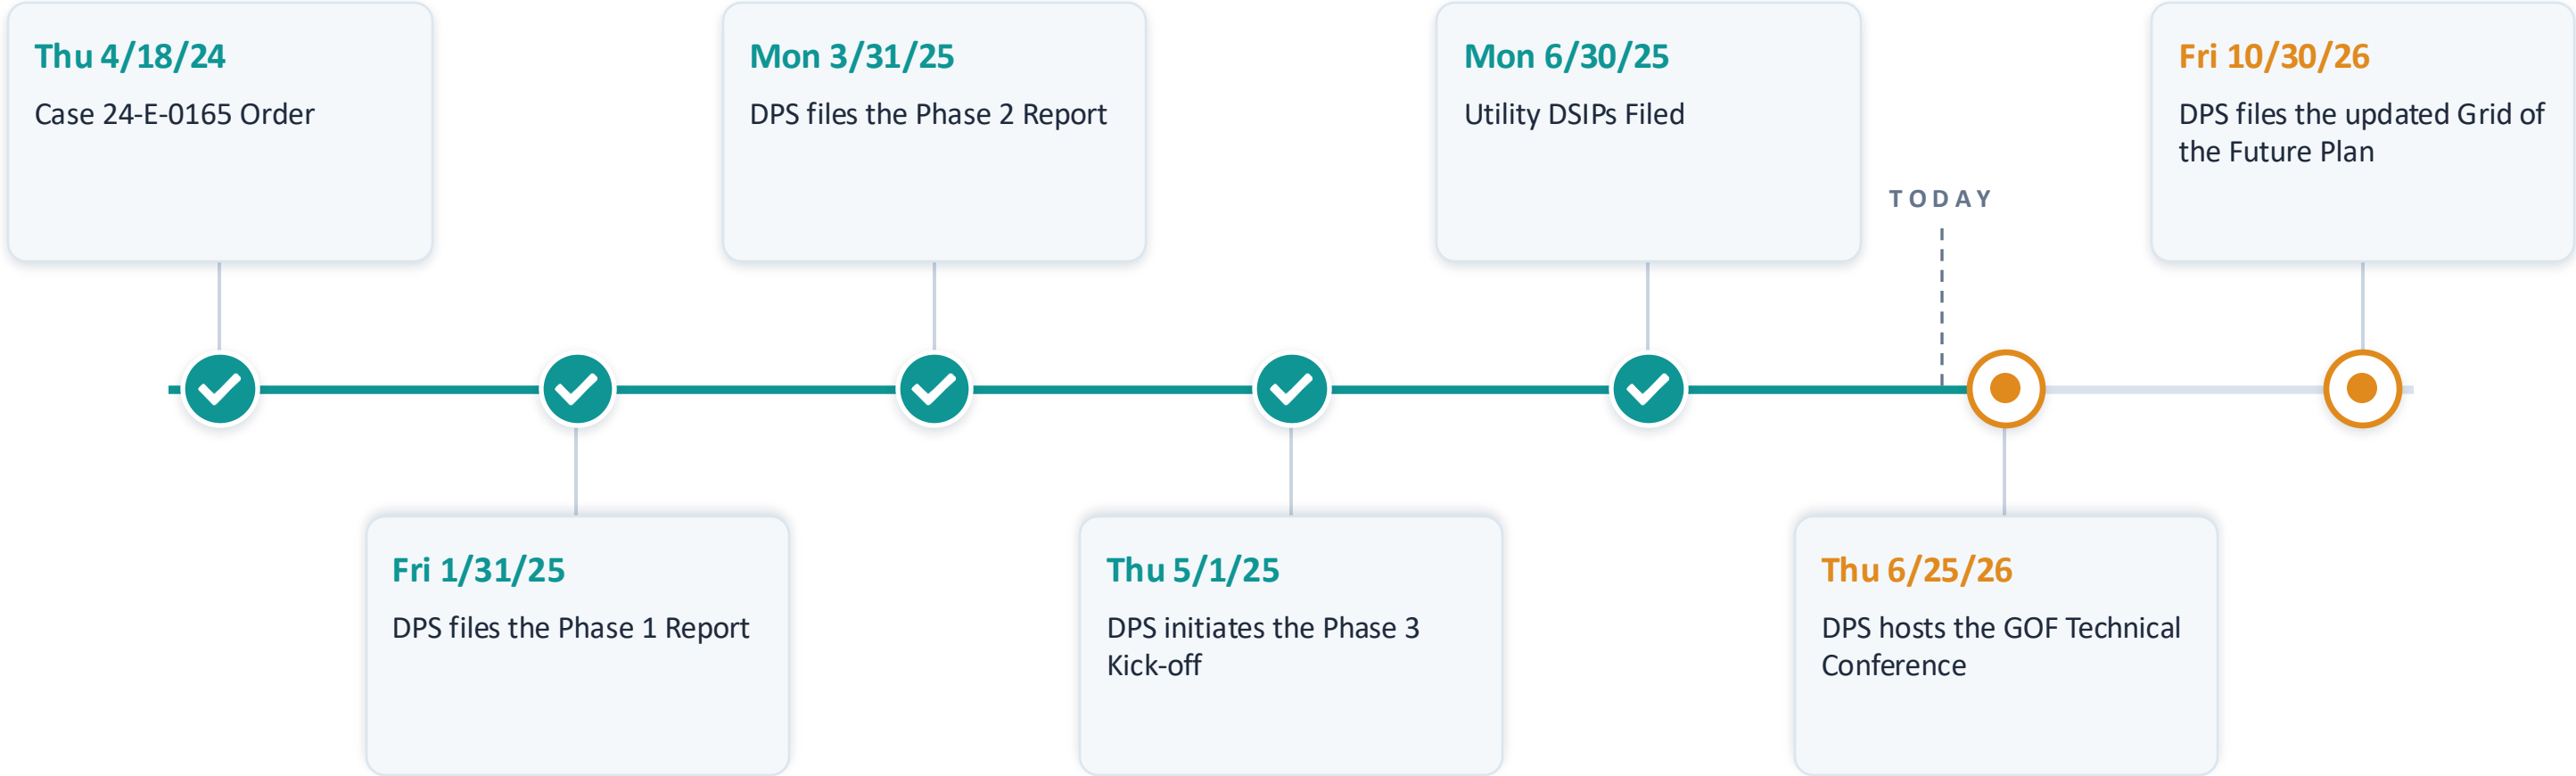 Thu 4/18/24
Case 24-E-0165 Order
Mon 3/31/25
DPS files the Phase 2 Report
Mon 6/30/25
Utility DSIPs Filed
TODAY
Fri 10/30/26
DPS files the updated Grid of
the Future Plan
Fri 1/31/25
DPS files the Phase 1 Report
Thu 5/1/25
DPS initiates the Phase 3
Kick-off
Thu 6/25/26
DPS hosts the GOF Technical
Conference